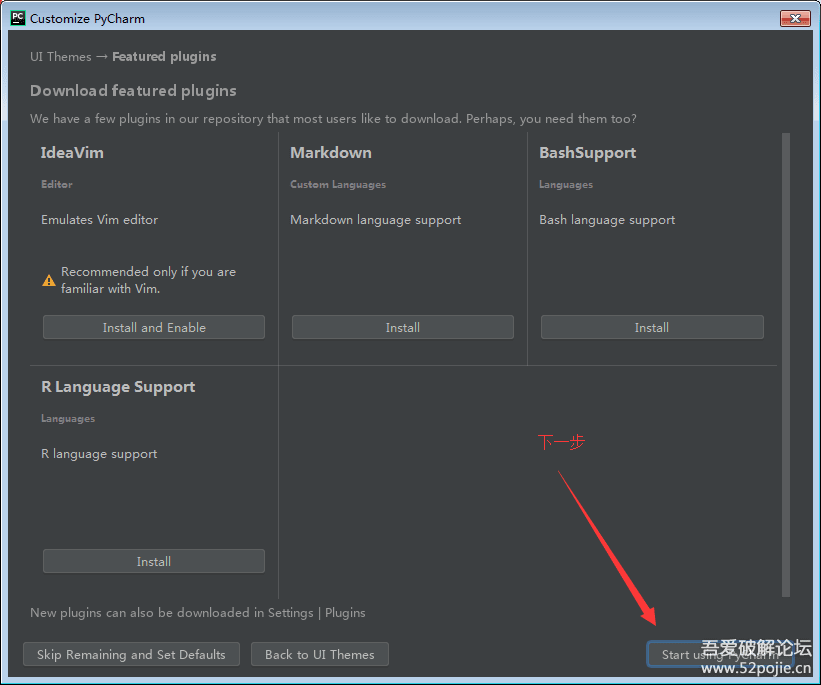 PC Customize PyCharm
UI Themes → Featured plugins
Download featured plugins
We have a few plugins in our repository that most users like to download. Perhaps, you need them too?
IdeaVim
Editor
Emulates Vim editor
Recommended only if you are
familiar with Vim.
Install and Enable
Markdown
Custom Languages
Markdown language support
Install
BashSupport
Languages
Bash language support
Install
R Language Support
Languages
R language support
Install
下一步
New plugins can also be downloaded in Settings | Plugins
Skip Remaining and Set Defaults
Back to UI Themes
Start using PyCharm
吾爱破解论坛
www.52pojie.cn